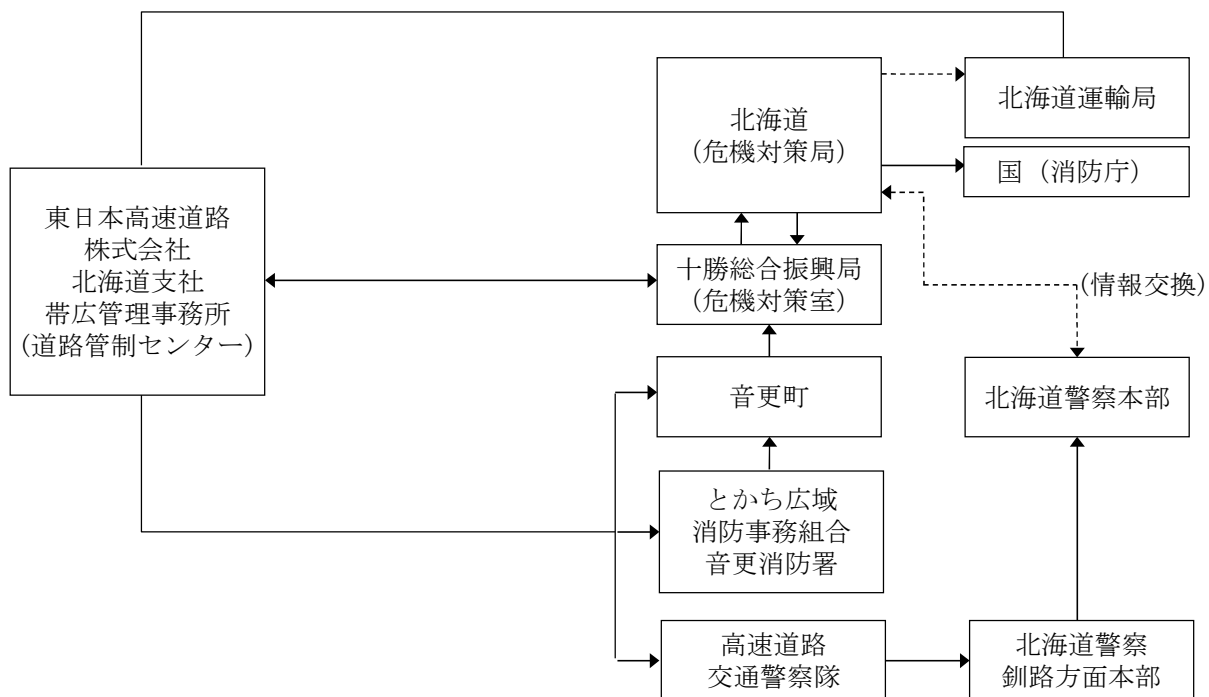 北海道
（危機対策局）
北海道運輸局
国（消防庁）
東日本高速道路
株式会社
北海道支社
帯広管理事務所
（道路管制センター）
十勝総合振興局
（危機対策室）
（情報交換）
音更町
北海道警察本部
とかち広域
消防事務組合
音更消防署
高速道路
交通警察隊
北海道警察
釧路方面本部